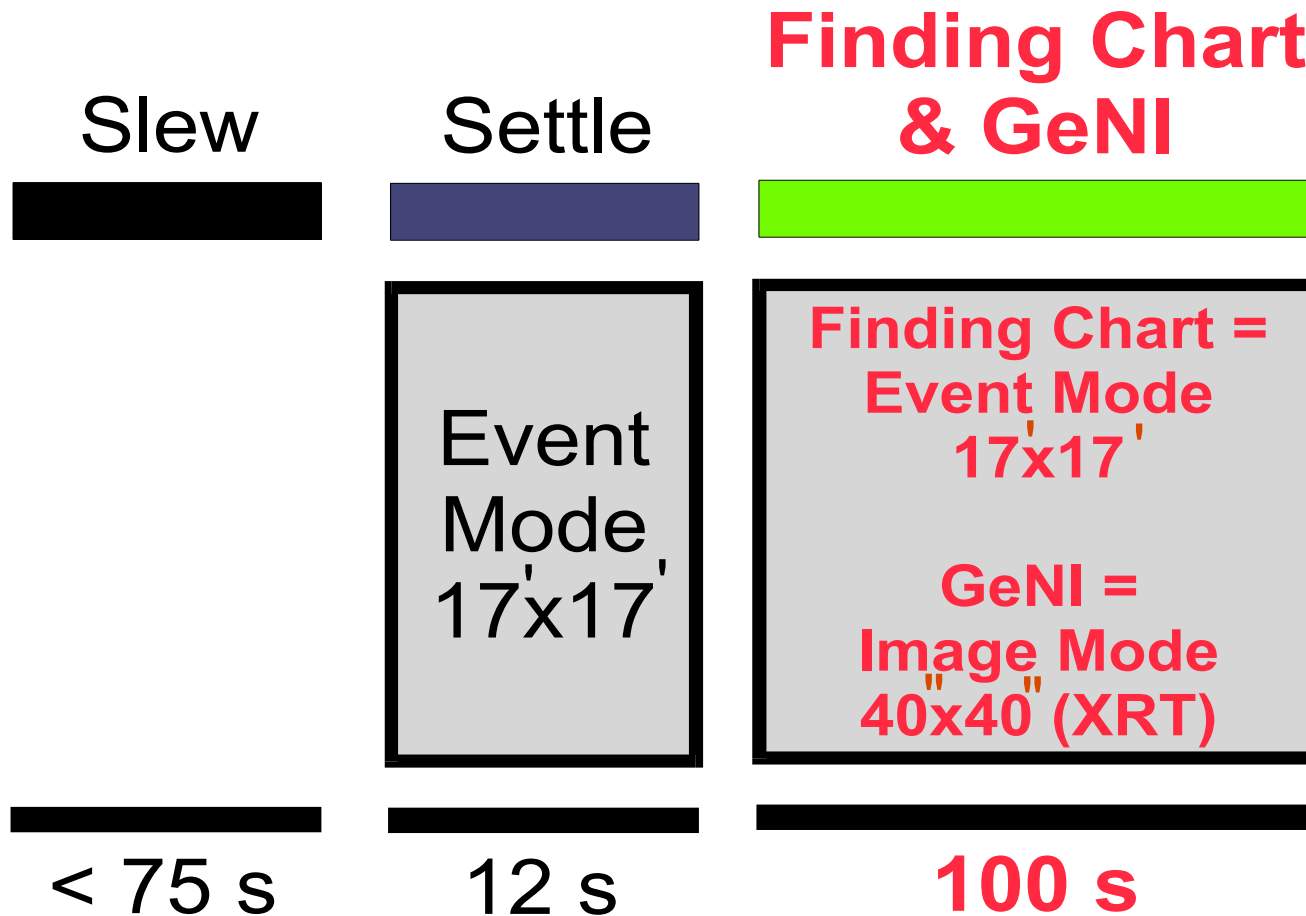 Slew
Settle
Finding Chart
& GeNI
Event
Mode
17'x17'
Finding Chart =
Event Mode
17'x17'
GeNI =
Image Mode
40"x40" (XRT)
< 75 s
12 s
100 s